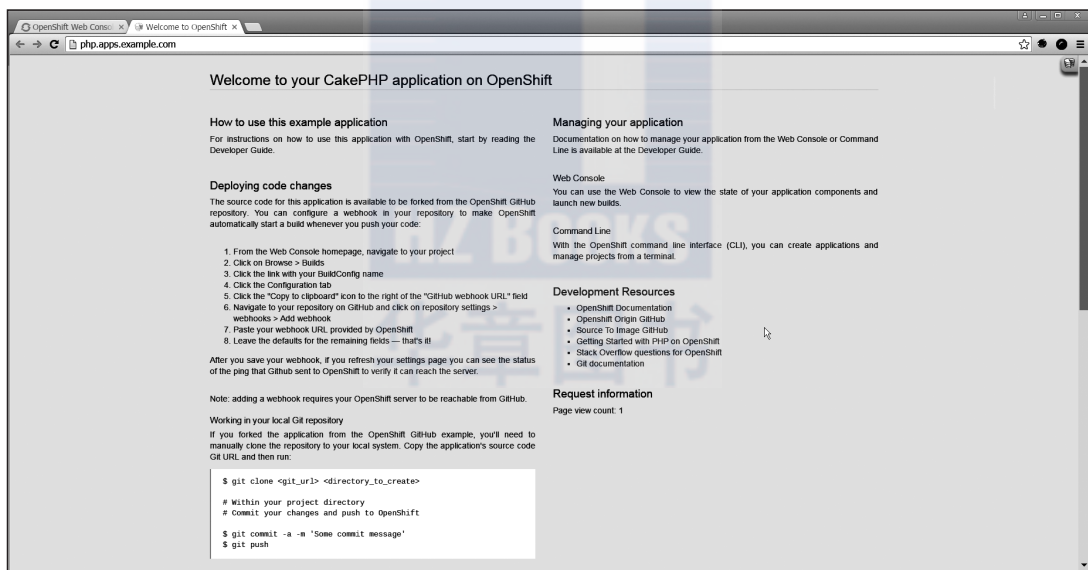 OpenShift Web Consol
Welcome to OpenShift
php.apps.example.com
Welcome to your CakePHP application on OpenShift
How to use this example application
For instructions on how to use this application with OpenShift, start by reading the
Developer Guide.
Deploying code changes
The source code for this application is available to be forked from the OpenShift GitHub
repository. You can configure a webhook in your repository to make OpenShift
automatically start a build whenever you push your code:
1. From the Web Console homepage, navigate to your project
2. Click on Browse > Builds
3. Click the link with your BuildConfig name
4. Click the Configuration tab
5. Click the "Copy to clipboard" icon to the right of the "GitHub webhook URL" field
6. Navigate to your repository on GitHub and click on repository settings >
webhooks > Add webhook
7. Paste your webhook URL provided by OpenShift
8. Leave the defaults for the remaining fields — that's it!
After you save your webhook, if you refresh your settings page you can see the status
of the ping that Github sent to OpenShift to verify it can reach the server.
Note: adding a webhook requires your OpenShift server to be reachable from GitHub.
Working in your local Git repository
If you forked the application from the OpenShift GitHub example, you'll need to
manually clone the repository to your local system. Copy the application's source code
Git URL and then run:
$ git clone <git_url> <directory_to_create>
# Within your project directory
# Commit your changes and push to OpenShift
$ git commit -a -m 'Some commit message'
$ git push
Managing your application
Documentation on how to manage your application from the Web Console or Command
Line is available at the Developer Guide.
Web Console
You can use the Web Console to view the state of your application components and
launch new builds.
Command Line
With the OpenShift command line interface (CLI), you can create applications and
manage projects from a terminal.
Development Resources
• OpenShift Documentation
• Openshift Origin GitHub
• Source To Image GitHub
• Getting Started with PHP on OpenShift
• Stack Overflow questions for OpenShift
• Git documentation
Request information
Page view count: 1
HZ BOOKS
华章图书